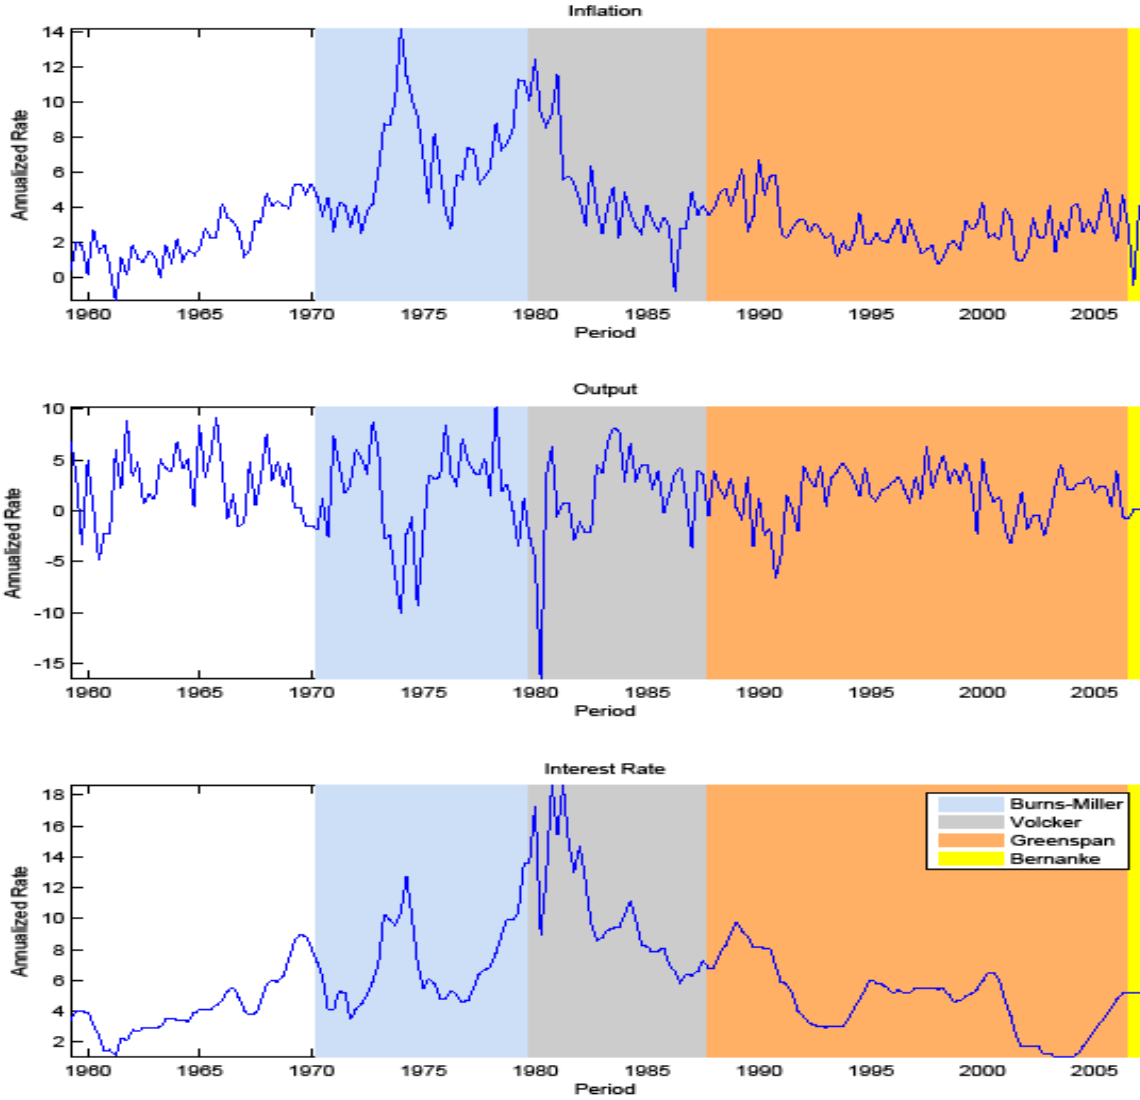 Inflation
14
12
10
8
6
4
2
0
Annualized Rate
1960 1965 1970 1975 1980 1985 1990 1995 2000 2005
Period
Output
10
5
0
-5
-10
-15
Annualized Rate
1960 1965 1970 1975 1980 1985 1990 1995 2000 2005
Period
Interest Rate
18
16
14
12
10
8
6
4
2
Annualized Rate
Burns-Miller
Volcker
Greenspan
Bernanke
1960 1965 1970 1975 1980 1985 1990 1995 2000 2005
Period